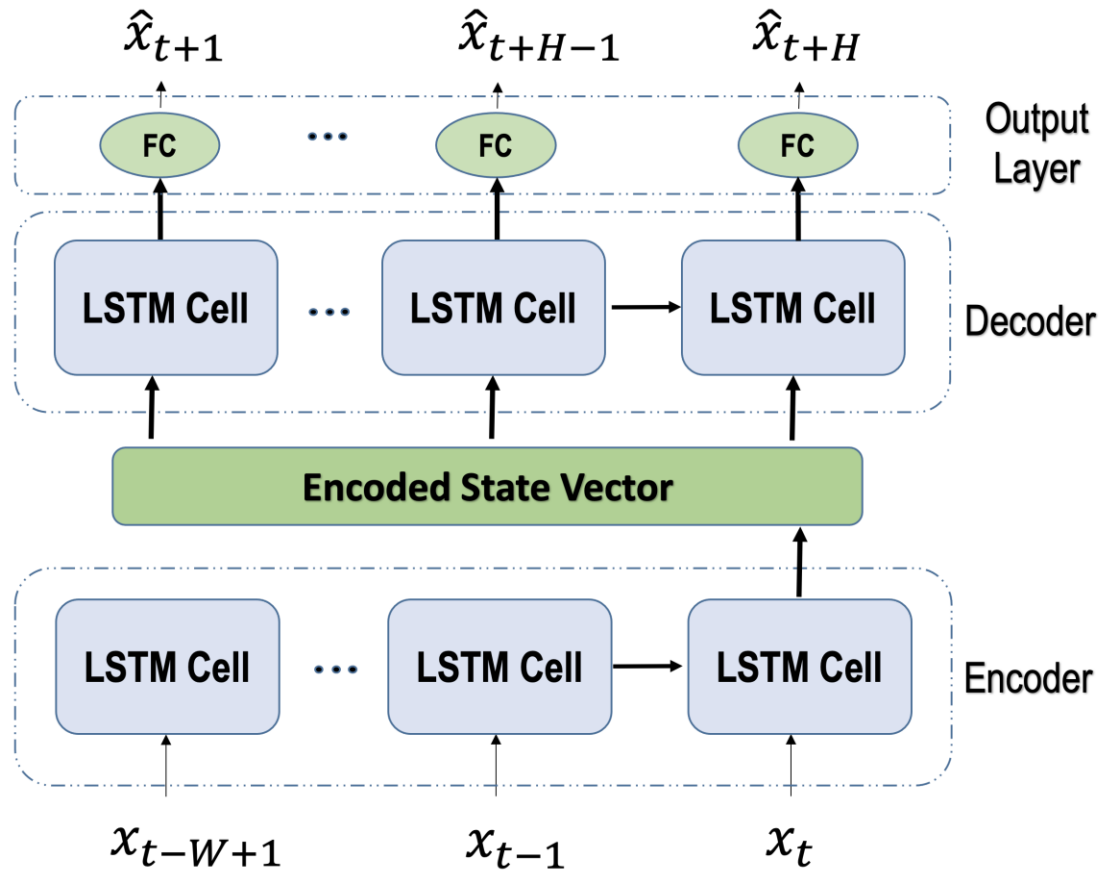 x̂_{t+1} x̂_{t+H−1} x̂_{t+H}
FC ••• FC FC
Output
Layer
LSTM Cell ••• LSTM Cell LSTM Cell
Decoder
Encoded State Vector
LSTM Cell ••• LSTM Cell LSTM Cell
Encoder
x_{t−W+1} x_{t−1} x_t